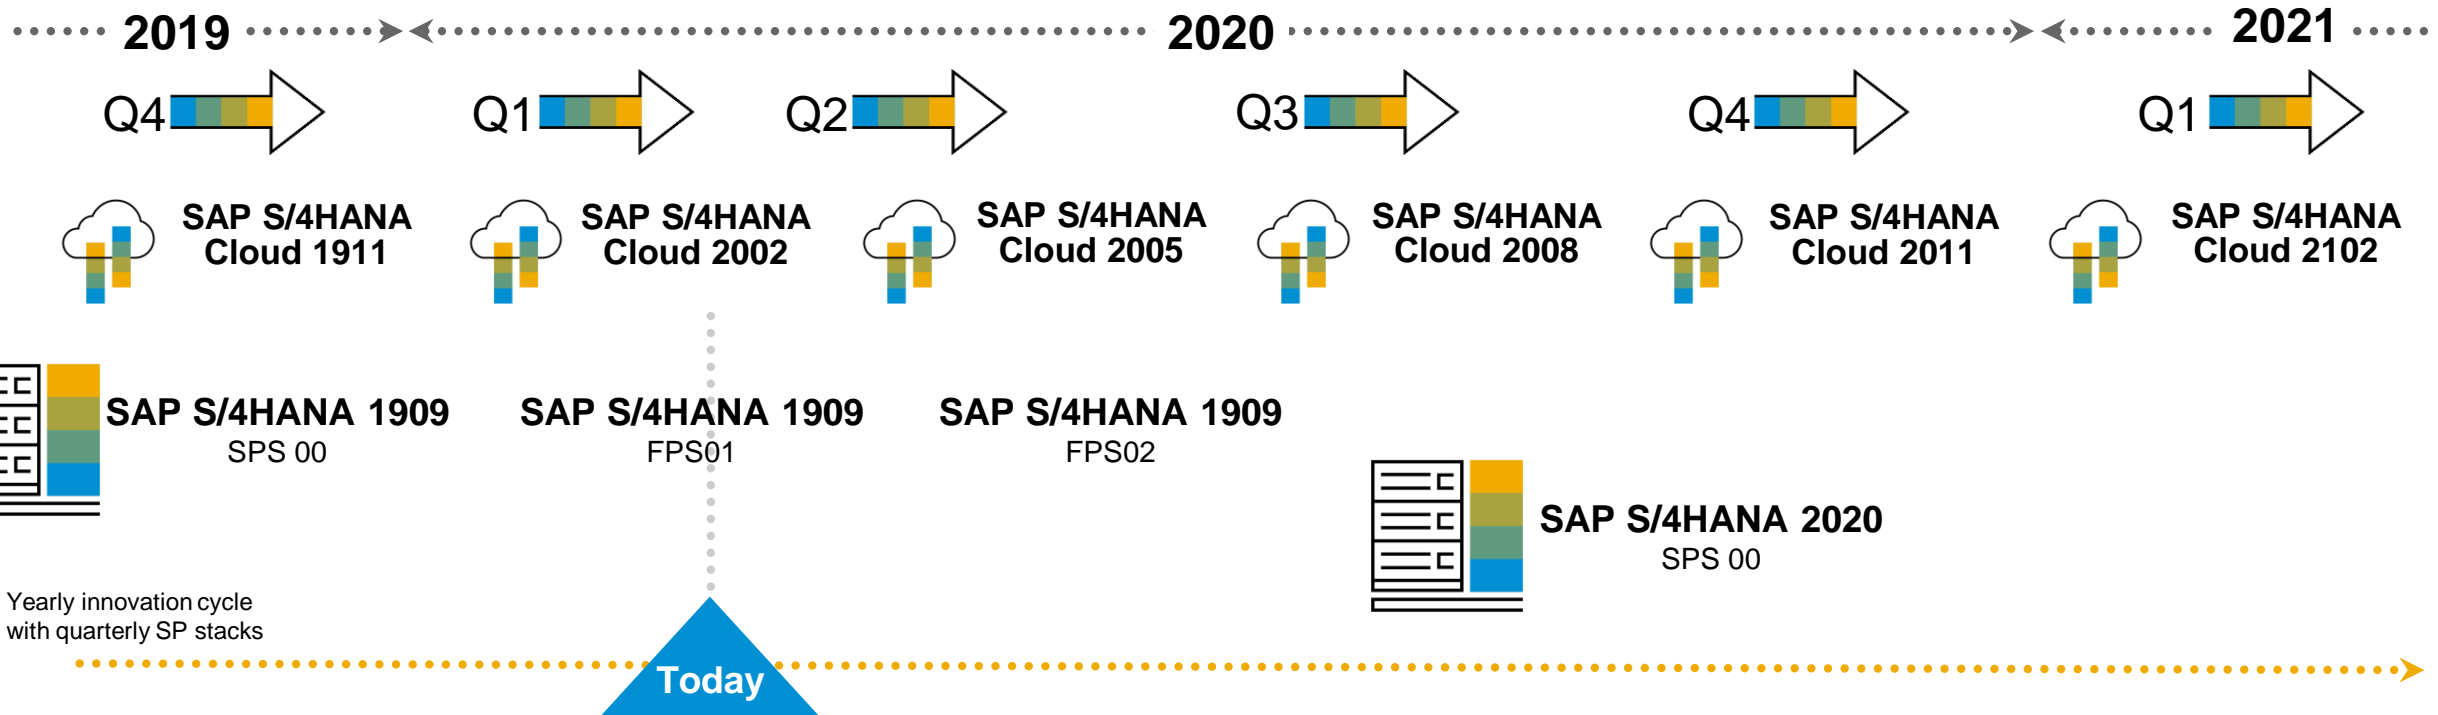 2019 2020 2021
Q4 Q1 Q2 Q3 Q4 Q1
SAP S/4HANA
Cloud 1911
SAP S/4HANA
Cloud 2002
SAP S/4HANA
Cloud 2005
SAP S/4HANA
Cloud 2008
SAP S/4HANA
Cloud 2011
SAP S/4HANA
Cloud 2102
SAP S/4HANA 1909
SPS 00
SAP S/4HANA 1909
FPS01
SAP S/4HANA 1909
FPS02
SAP S/4HANA 2020
SPS 00
Yearly innovation cycle
with quarterly SP stacks
Today